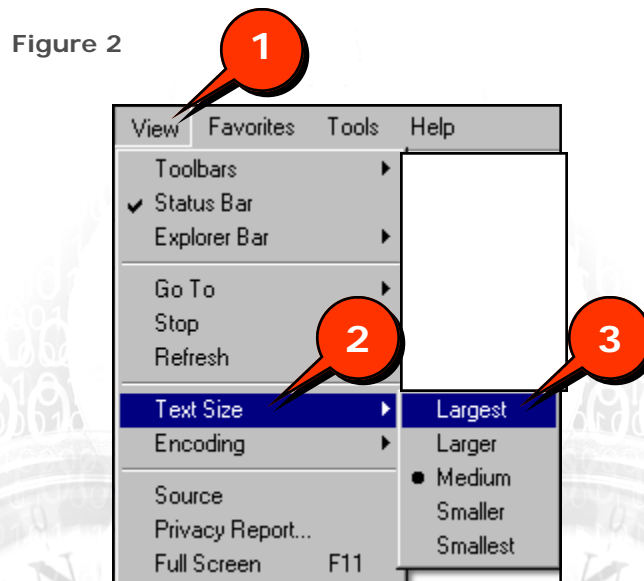 Figure 2
1
View Favorites Tools Help
Toolbars
Status Bar
Explorer Bar
Go To
Stop
Refresh
2
3
Text Size
Encoding
Source
Privacy Report...
Full Screen F11
Largest
Larger
Medium
Smaller
Smallest